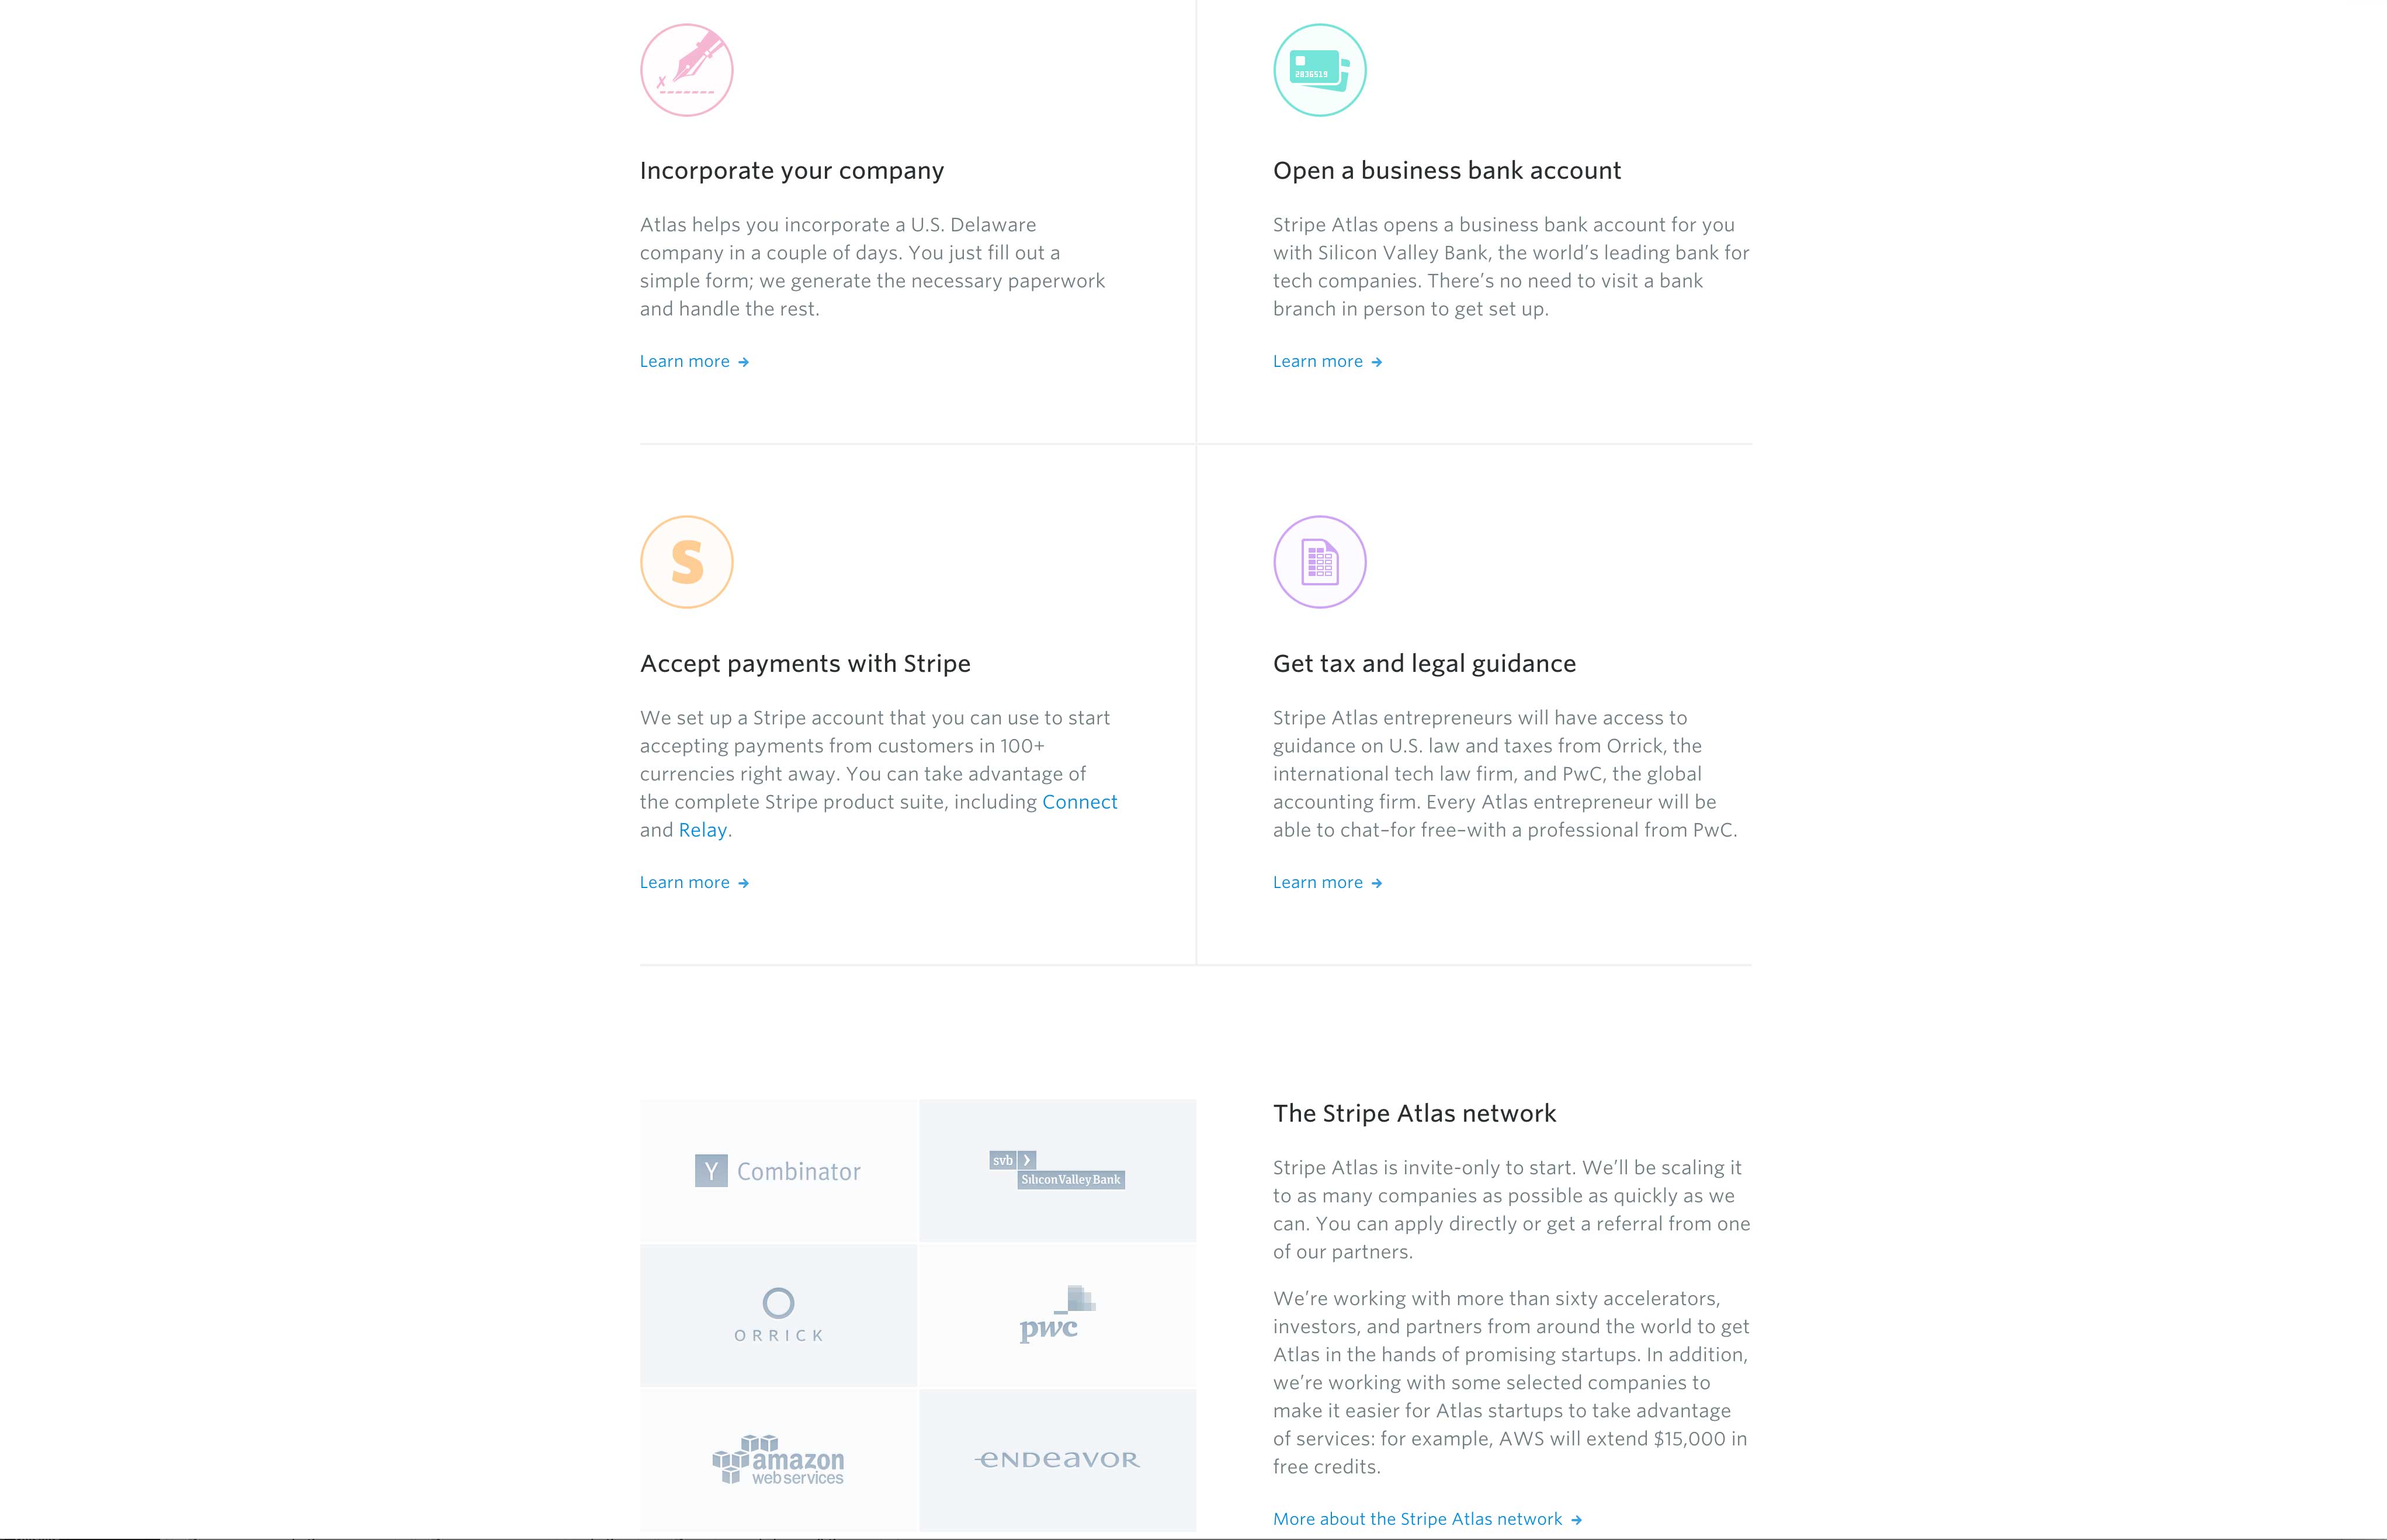 x
2836519
Incorporate your company
Atlas helps you incorporate a U.S. Delaware
company in a couple of days. You just fill out a
simple form; we generate the necessary paperwork
and handle the rest.
Learn more →
Open a business bank account
Stripe Atlas opens a business bank account for you
with Silicon Valley Bank, the world’s leading bank for
tech companies. There’s no need to visit a bank
branch in person to get set up.
Learn more →
S
Accept payments with Stripe
We set up a Stripe account that you can use to start
accepting payments from customers in 100+
currencies right away. You can take advantage of
the complete Stripe product suite, including Connect
and Relay.
Learn more →
Get tax and legal guidance
Stripe Atlas entrepreneurs will have access to
guidance on U.S. law and taxes from Orrick, the
international tech law firm, and PwC, the global
accounting firm. Every Atlas entrepreneur will be
able to chat–for free–with a professional from PwC.
Learn more →
Y Combinator
svb
Silicon Valley Bank
ORRICK
pwc
amazon
web services
ENDEAVOR
The Stripe Atlas network
Stripe Atlas is invite-only to start. We’ll be scaling it
to as many companies as possible as quickly as we
can. You can apply directly or get a referral from one
of our partners.
We’re working with more than sixty accelerators,
investors, and partners from around the world to get
Atlas in the hands of promising startups. In addition,
we’re working with some selected companies to
make it easier for Atlas startups to take advantage
of services: for example, AWS will extend $15,000 in
free credits.
More about the Stripe Atlas network →